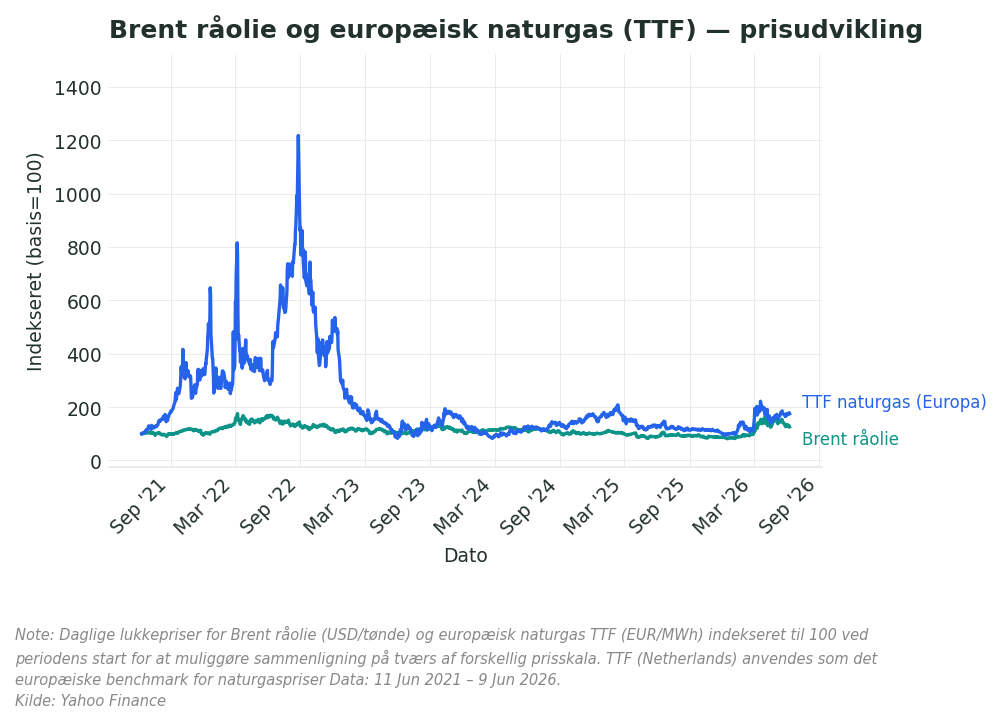 Brent råolie og europæisk naturgas (TTF) — prisudvikling
Indekseret (basis=100)
1400
1200
1000
800
600
400
200
0
TTF naturgas (Europa)
Brent råolie
Sep '21
Mar '22
Sep '22
Mar '23
Sep '23
Mar '24
Sep '24
Mar '25
Sep '25
Mar '26
Sep '26
Dato
Note: Daglige lukkepriser for Brent råolie (USD/tønde) og europæisk naturgas TTF (EUR/MWh) indekseret til 100 ved
periodens start for at muliggøre sammenligning på tværs af forskellig prisskala. TTF (Netherlands) anvendes som det
europæiske benchmark for naturgaspriser Data: 11 Jun 2021 – 9 Jun 2026.
Kilde: Yahoo Finance